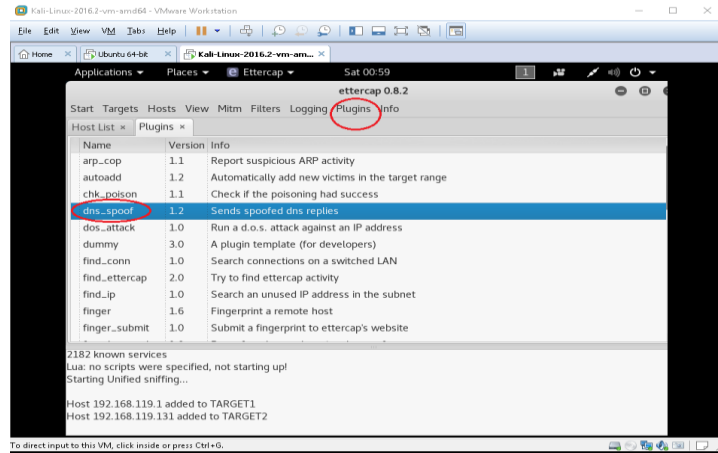 Kali-Linux-2016.2-vm-amd64 - VMware Workstation
File Edit View VM Tabs Help
Home × Ubuntu 64-bit × Kali-Linux-2016.2-vm-am... ×
Applications Places Ettercap Sat 00:59 1
ettercap 0.8.2
Start Targets Hosts View Mitm Filters Logging Plugins Info
Host List × Plugins ×
Name Version Info
arp_cop 1.1 Report suspicious ARP activity
autoadd 1.2 Automatically add new victims in the target range
chk_poison 1.1 Check if the poisoning had success
dns_spoof 1.2 Sends spoofed dns replies
dos_attack 1.0 Run a d.o.s. attack against an IP address
dummy 3.0 A plugin template (for developers)
find_conn 1.0 Search connections on a switched LAN
find_ettercap 2.0 Try to find ettercap activity
find_ip 1.0 Search an unused IP address in the subnet
finger 1.6 Fingerprint a remote host
finger_submit 1.0 Submit a fingerprint to ettercap's website
2182 known services
Lua: no scripts were specified, not starting up!
Starting Unified sniffing...
Host 192.168.119.1 added to TARGET1
Host 192.168.119.131 added to TARGET2
To direct input to this VM, click inside or press Ctrl+G.